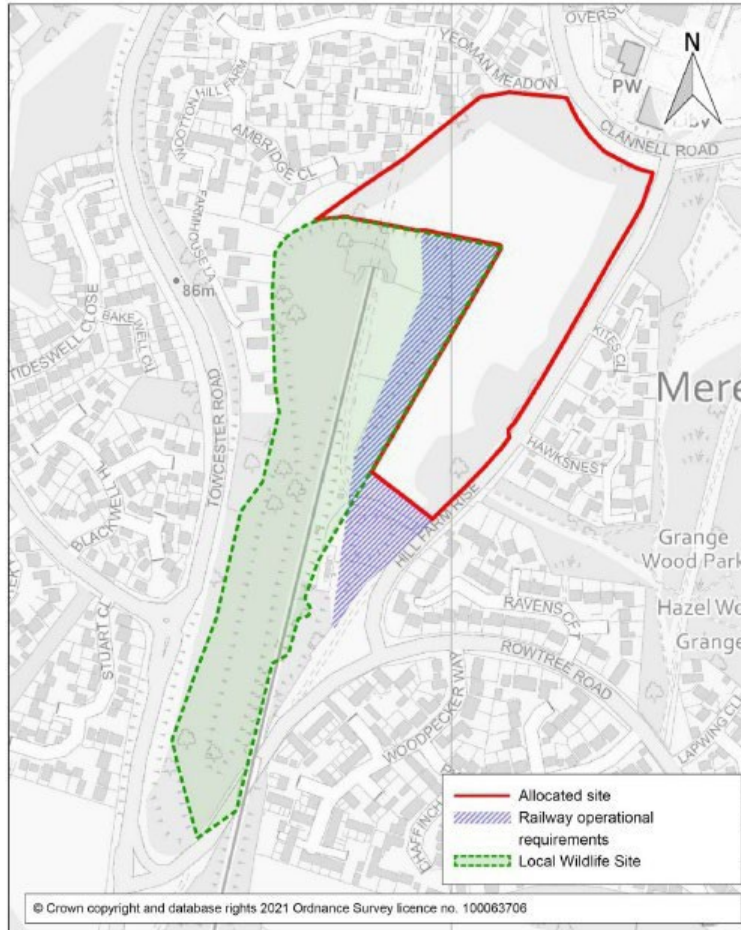 OVERSL
YEOMAN MEADOW
N
PW
WOOTTON HILL FARM
AMBRIDGE CL
CLANNELL ROAD
FARMHOUSE LA
86m
BAKEWELL CL
TIDESWELL CLOSE
KITES CL
Mere
TOWCESTER ROAD
HAWKSNEST
BLACKWELL HL
HILL FARM RISE
Grange
Wood Park
RAVENS CFT
Hazel Wo
Grange
STUART CL
ROWTREE ROAD
WOODPECKER WAY
LAPWING CL
CHAFFINCH
Allocated site
Railway operational
requirements
Local Wildlife Site
© Crown copyright and database rights 2021 Ordnance Survey licence no. 100063706